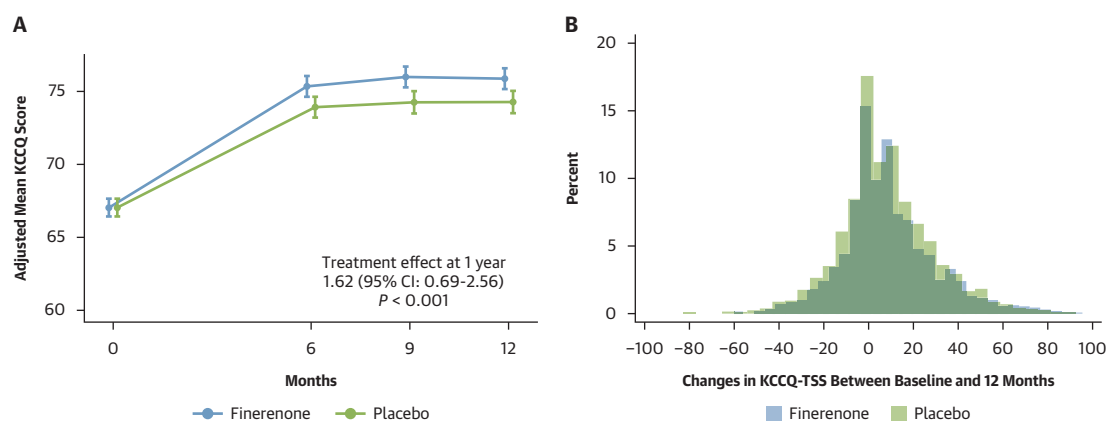 A
Adjusted Mean KCCQ Score
75
70
65
60
Treatment effect at 1 year
1.62 (95% CI: 0.69-2.56)
P < 0.001
0 6 9 12
Months
Finerenone Placebo
B
Percent
20
15
10
5
0
−100 −80 −60 −40 −20 0 20 40 60 80 100
Changes in KCCQ-TSS Between Baseline and 12 Months
Finerenone Placebo